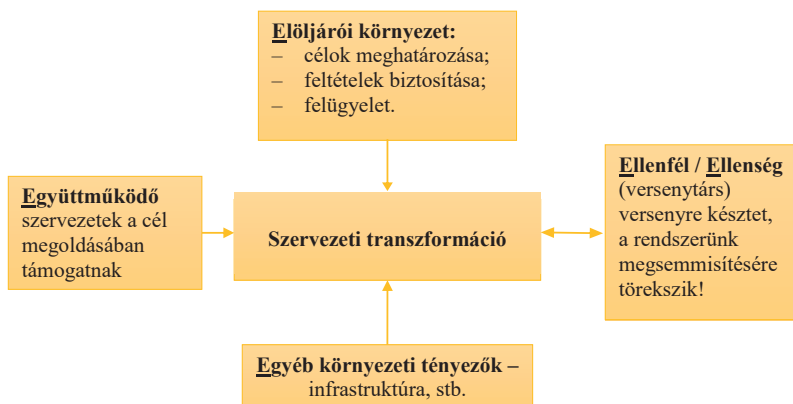 Elöljárói környezet:
– célok meghatározása;
– feltételek biztosítása;
– felügyelet.
Együttműködő
szervezetek a cél
megoldásában
támogatnak
Szervezeti transzformáció
Ellenfél / Ellenség
(versenytárs)
versenyre késztet,
a rendszerünk
megsemmisítésére
törekszik!
Egyéb környezeti tényezők –
infrastruktúra, stb.